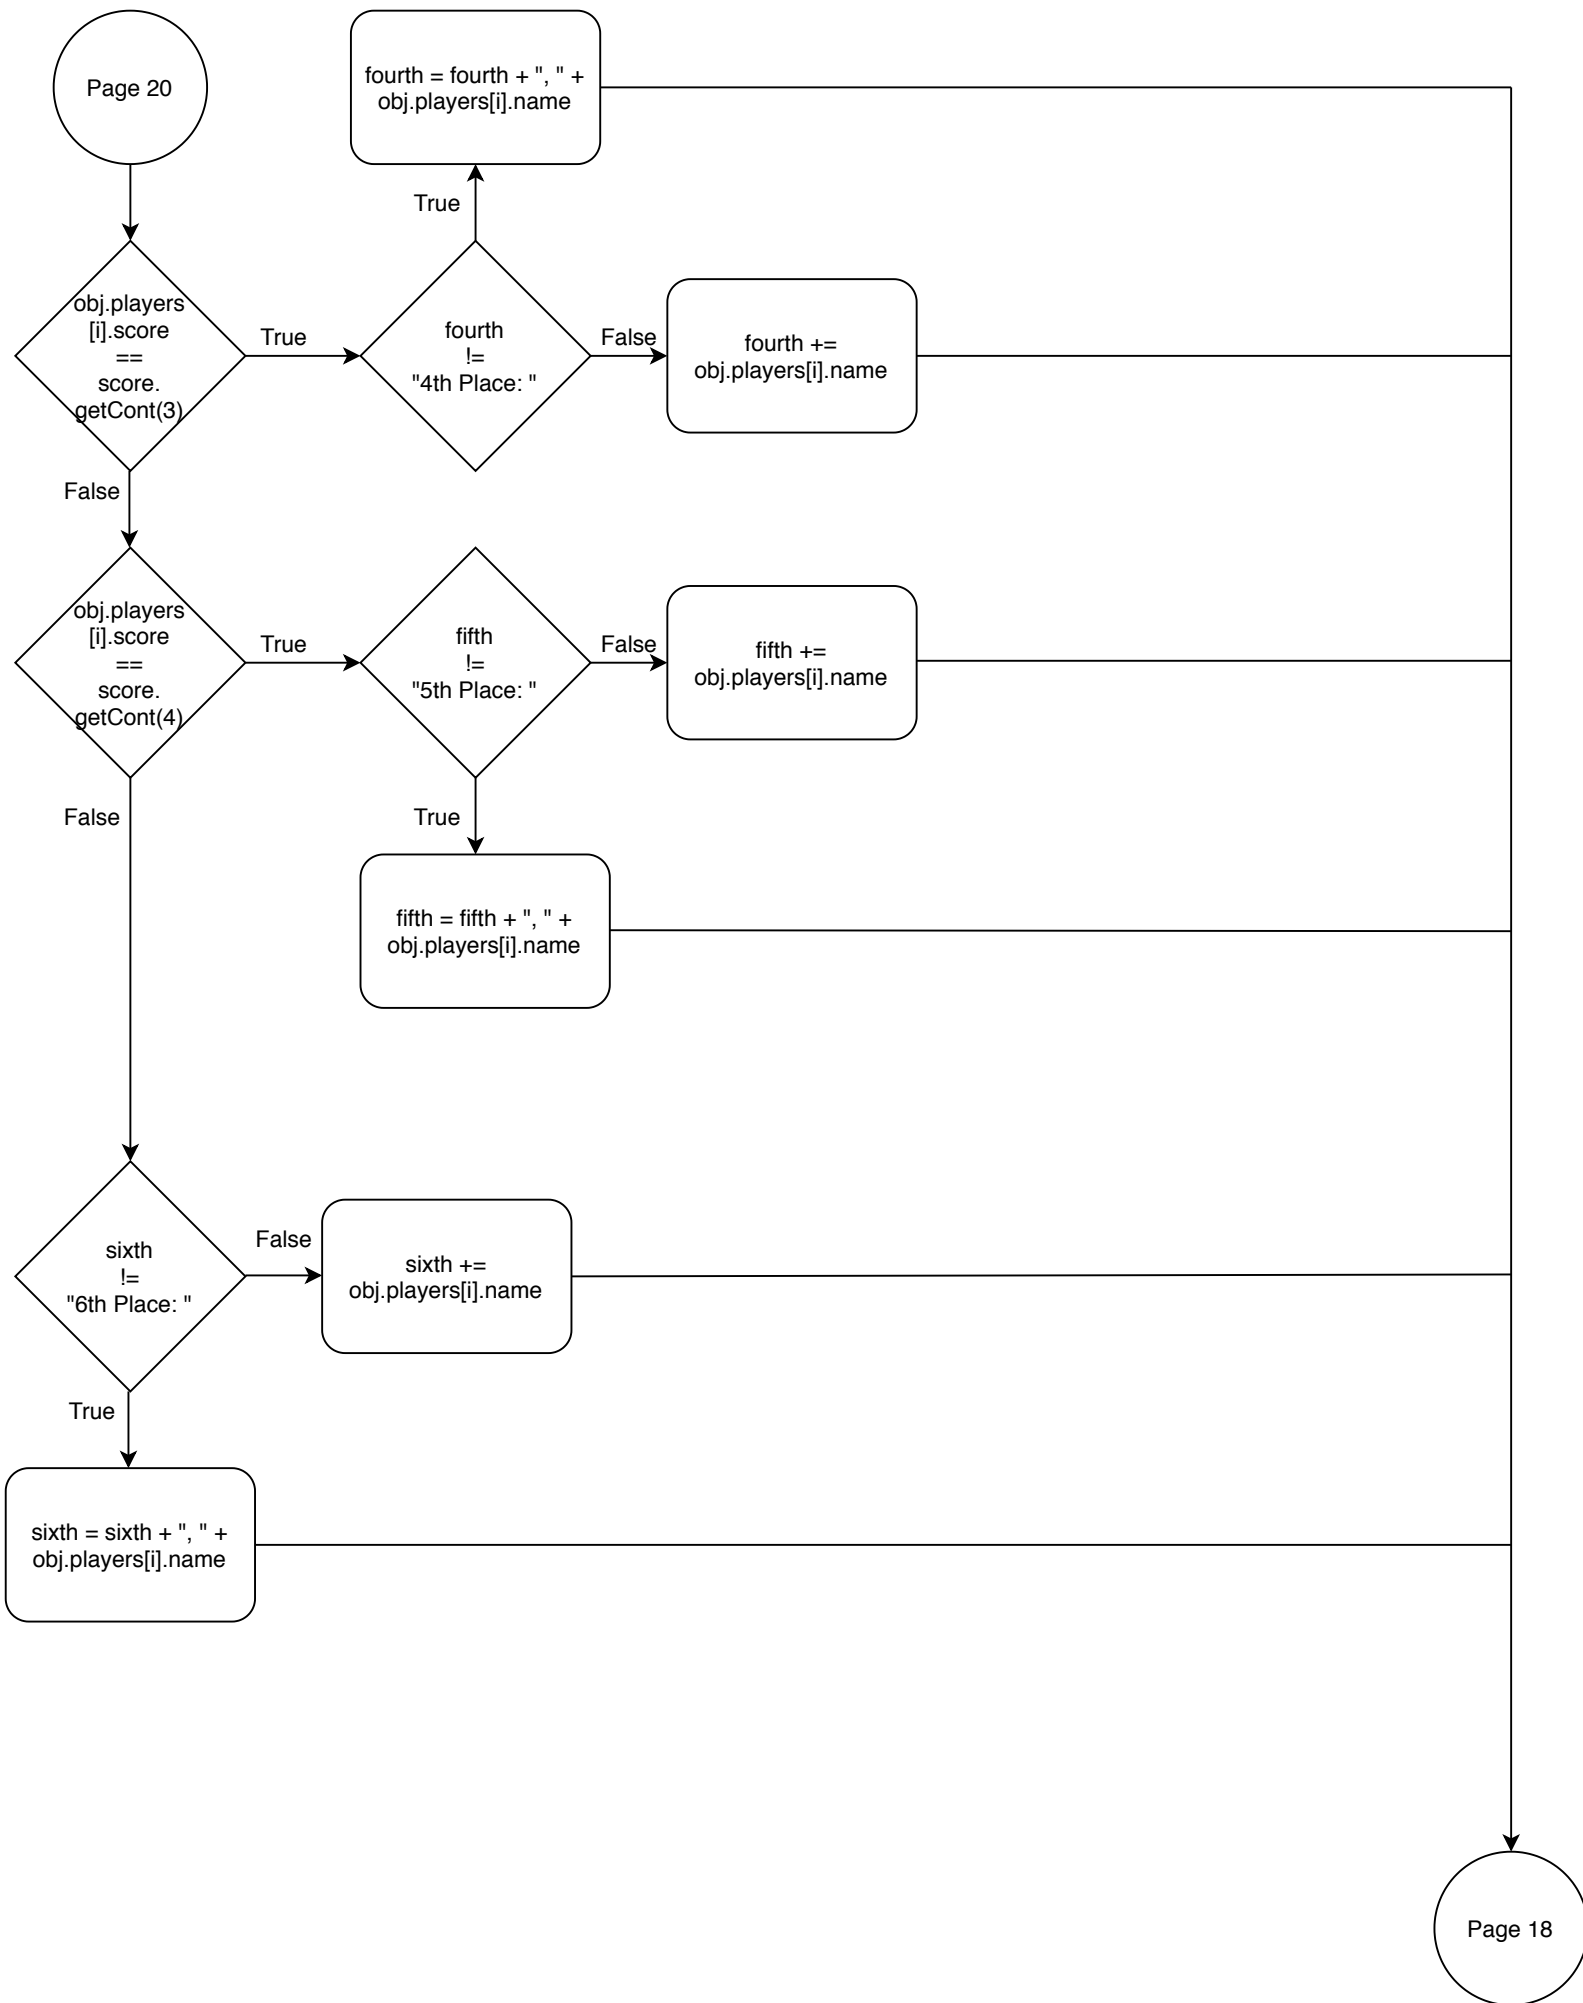 Page 20
fourth = fourth + ", " +
obj.players[i].name
True
obj.players
[i].score
==
score.
getCont(3)
True
fourth
!=
"4th Place: "
False
fourth +=
obj.players[i].name
False
obj.players
[i].score
==
score.
getCont(4)
True
fifth
!=
"5th Place: "
False
fifth +=
obj.players[i].name
False
True
fifth = fifth + ", " +
obj.players[i].name
sixth
!=
"6th Place: "
False
sixth +=
obj.players[i].name
True
sixth = sixth + ", " +
obj.players[i].name
Page 18